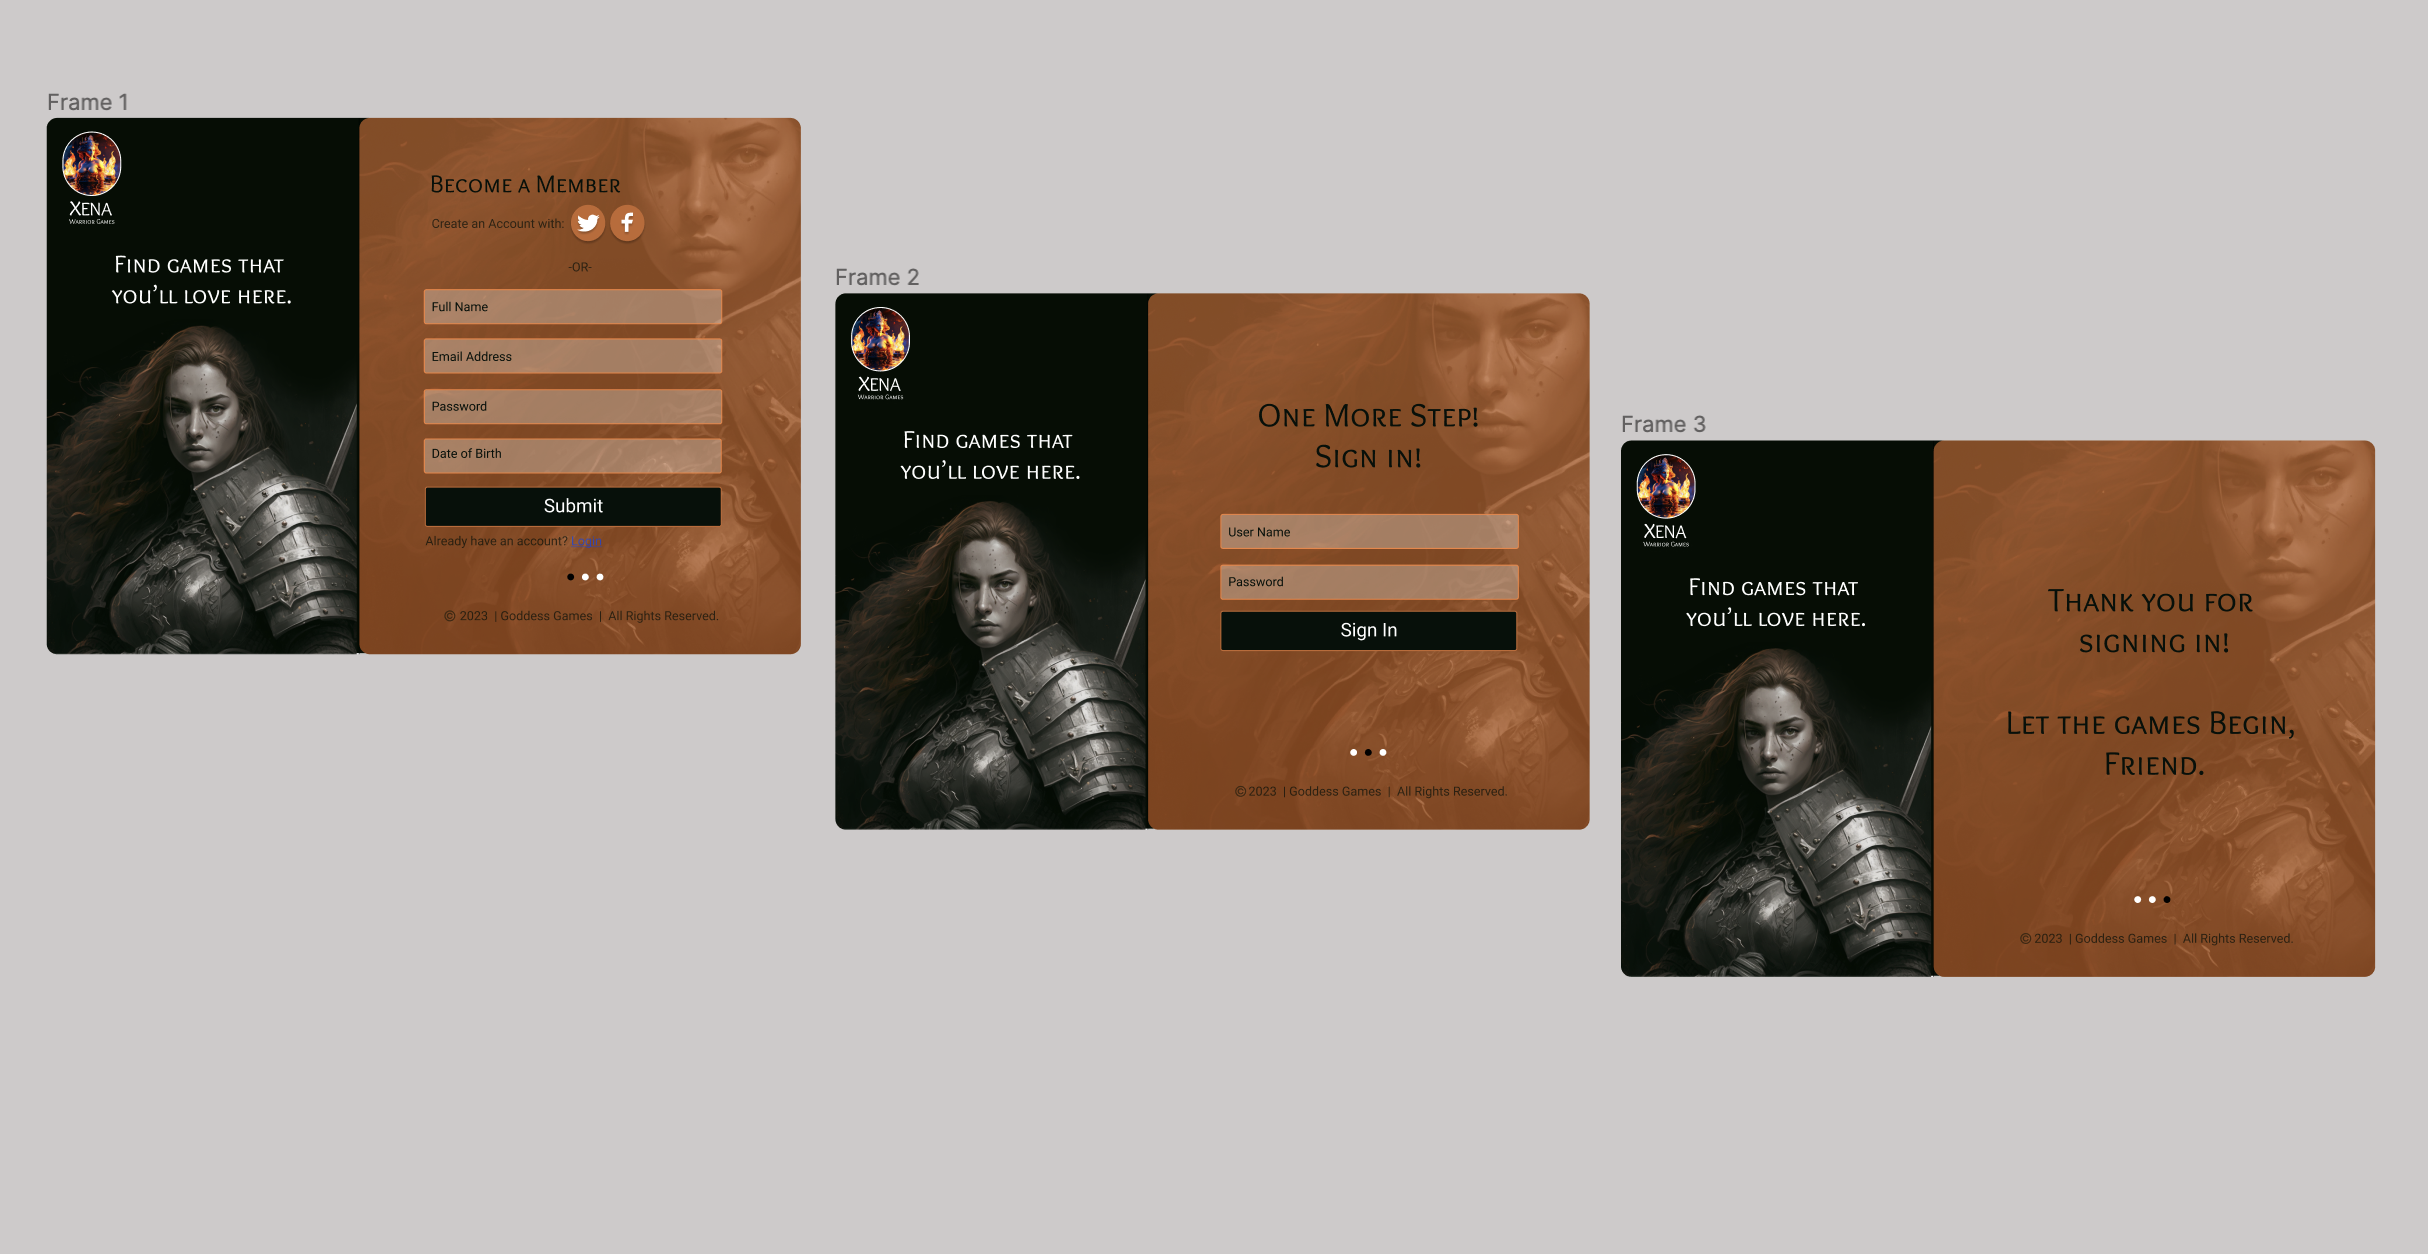 Frame 1
XENA
WARRIOR GAMES
FIND GAMES THAT
YOU'LL LOVE HERE.
BECOME A MEMBER
Create an Account with:
-OR-
Full Name
Email Address
Password
Date of Birth
Submit
Already have an account? Login
© 2023 | Goddess Games | All Rights Reserved.
Frame 2
XENA
WARRIOR GAMES
FIND GAMES THAT
YOU'LL LOVE HERE.
ONE MORE STEP!
SIGN IN!
User Name
Password
Sign In
© 2023 | Goddess Games | All Rights Reserved.
Frame 3
XENA
WARRIOR GAMES
FIND GAMES THAT
YOU'LL LOVE HERE.
THANK YOU FOR
SIGNING IN!
LET THE GAMES BEGIN,
FRIEND.
© 2023 | Goddess Games | All Rights Reserved.